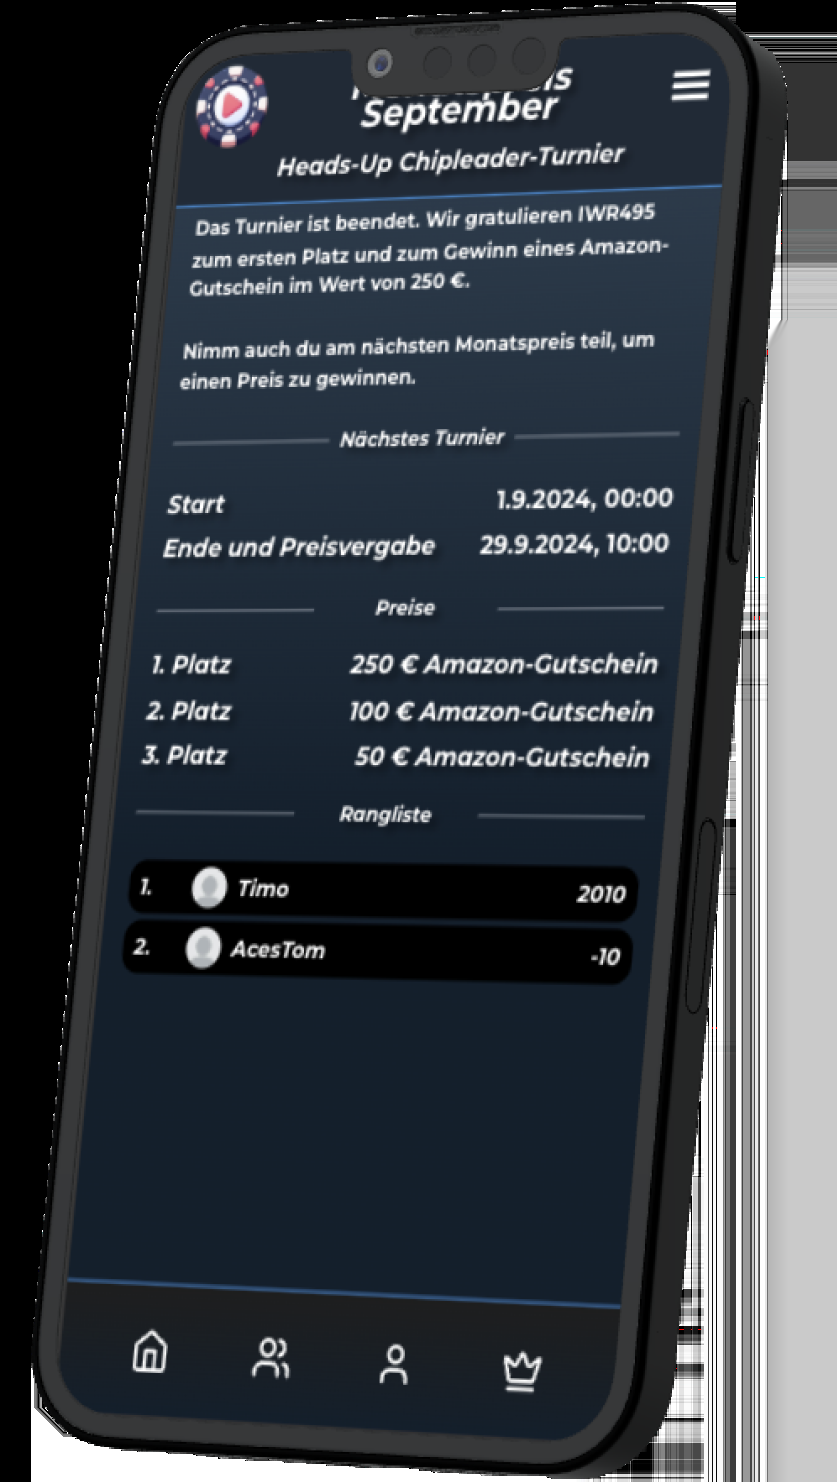 September
Heads-Up Chipleader-Turnier
Das Turnier ist beendet. Wir gratulieren IWR495
zum ersten Platz und zum Gewinn eines Amazon-
Gutschein im Wert von 250 €.
Nimm auch du am nächsten Monatspreis teil, um
einen Preis zu gewinnen.
Nächstes Turnier
Start 1.9.2024, 00:00
Ende und Preisvergabe 29.9.2024, 10:00
Preise
1. Platz 250 € Amazon-Gutschein
2. Platz 100 € Amazon-Gutschein
3. Platz 50 € Amazon-Gutschein
Rangliste
1. Timo 2010
2. AcesTom -10